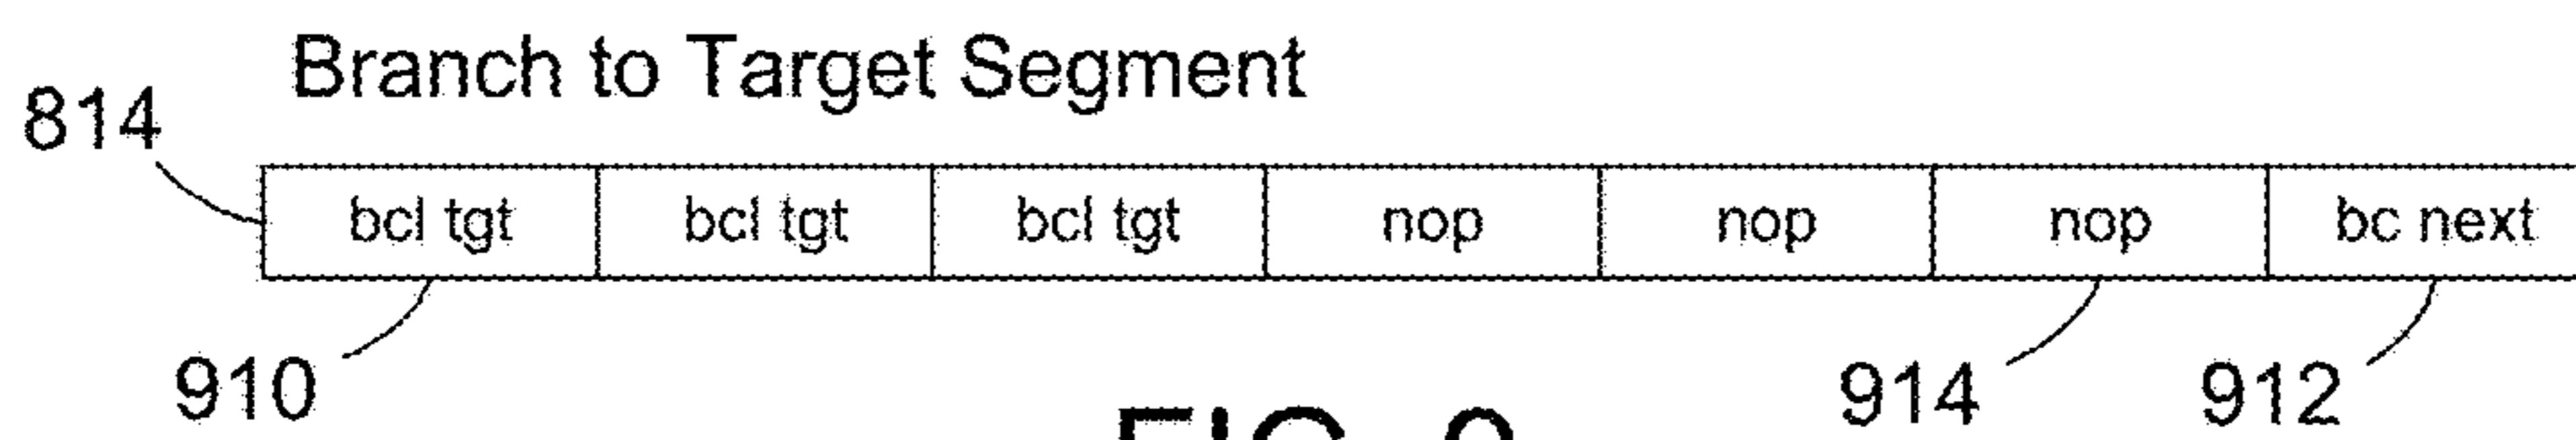 Branch to Target Segment
814
bcl tgt bcl tgt bcl tgt nop nop nop bc next
910 914 912